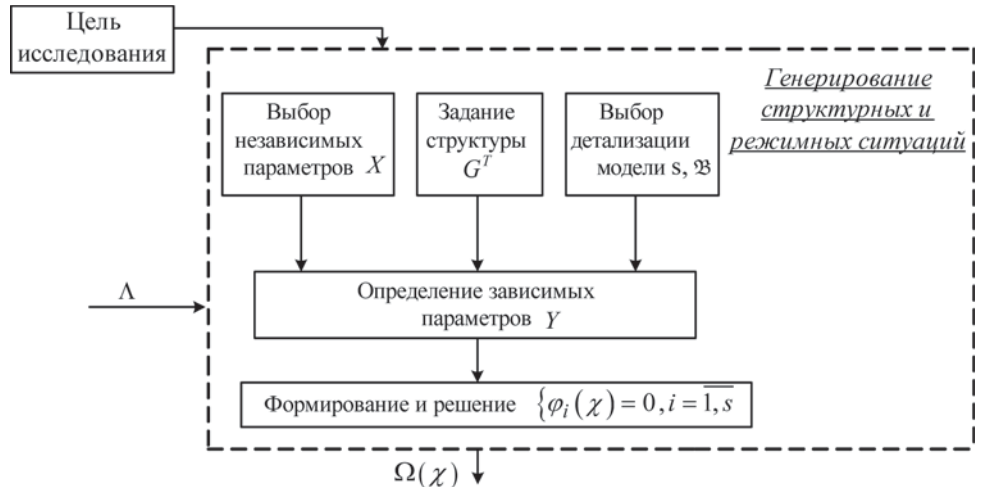 Цель
исследования
Генерирование
структурных и
режимных ситуаций
Выбор
независимых
параметров X
Задание
структуры
G^T
Выбор
детализации
модели s, 𝔅
Λ
Определение зависимых
параметров Y
Формирование и решение {φ_i(χ)=0, i=\overline{1,s}
Ω(χ)